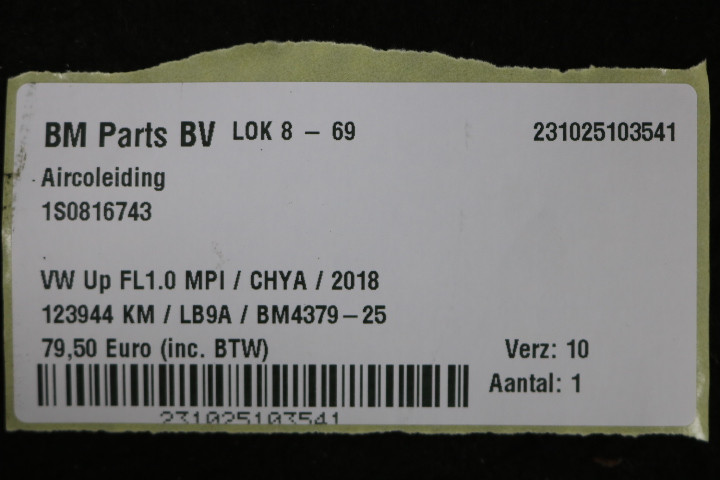 BM Parts BV LOK 8 – 69 231025103541
Aircoleiding
1S0816743
VW Up FL1.0 MPI / CHYA / 2018
123944 KM / LB9A / BM4379–25
79,50 Euro (inc. BTW) Verz: 10
Aantal: 1
231025103541